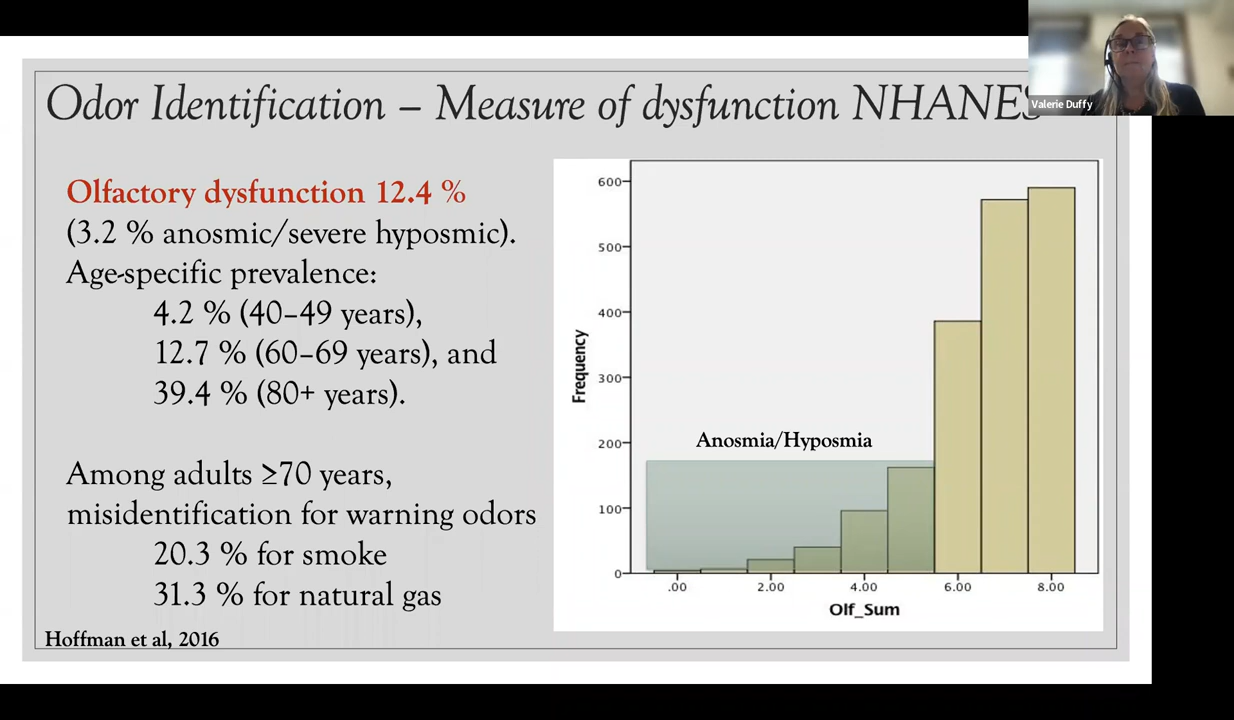 Odor Identification – Measure of dysfunction NHANES
Valerie Duffy
Olfactory dysfunction 12.4 %
(3.2 % anosmic/severe hyposmic).
Age-specific prevalence:
4.2 % (40–49 years),
12.7 % (60–69 years), and
39.4 % (80+ years).
Among adults ≥70 years,
misidentification for warning odors
20.3 % for smoke
31.3 % for natural gas
Hoffman et al, 2016
Frequency
600
500
400
300
200
100
0
Anosmia/Hyposmia
.00
2.00
4.00
6.00
8.00
Olf_Sum